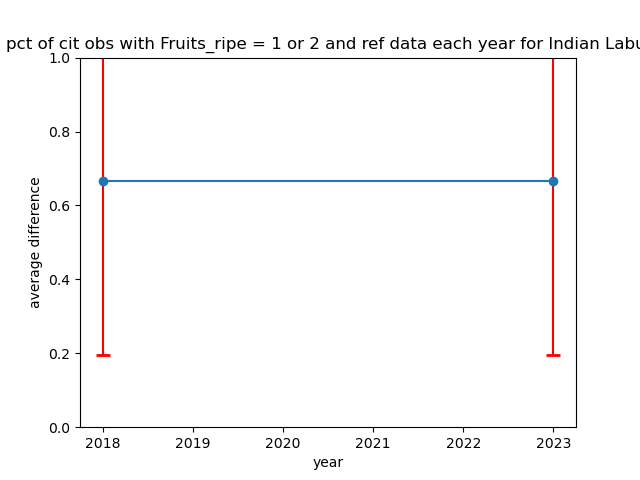 pct of cit obs with Fruits_ripe = 1 or 2 and ref data each year for Indian
1.0
0.8
0.6
0.4
0.2
0.0
average difference
2018 2019 2020 2021 2022 2023
year